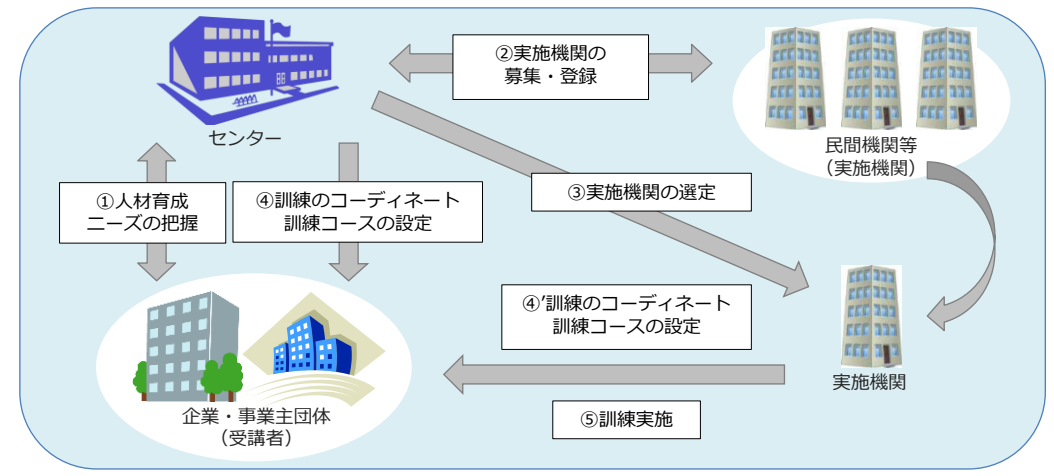 ②実施機関の
募集・登録
センター
民間機関等
（実施機関）
①人材育成
ニーズの把握
④訓練のコーディネート
訓練コースの設定
③実施機関の選定
④’訓練のコーディネート
訓練コースの設定
実施機関
企業・事業主団体
（受講者）
⑤訓練実施